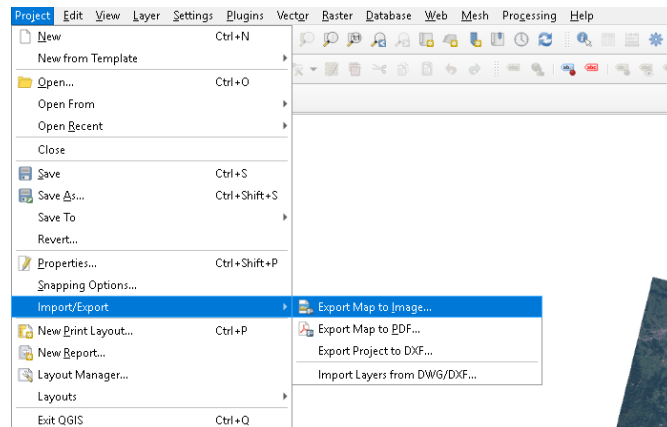 Project Edit View Layer Settings Plugins Vector Raster Database Web Mesh Processing Help
New Ctrl+N
New from Template
Open... Ctrl+O
Open From
Open Recent
Close
Save Ctrl+S
Save As... Ctrl+Shift+S
Save To
Revert...
Properties... Ctrl+Shift+P
Snapping Options...
Import/Export
Export Map to Image...
New Print Layout... Ctrl+P
Export Map to PDF...
New Report...
Export Project to DXF...
Layout Manager...
Import Layers from DWG/DXF...
Layouts
Exit QGIS Ctrl+Q